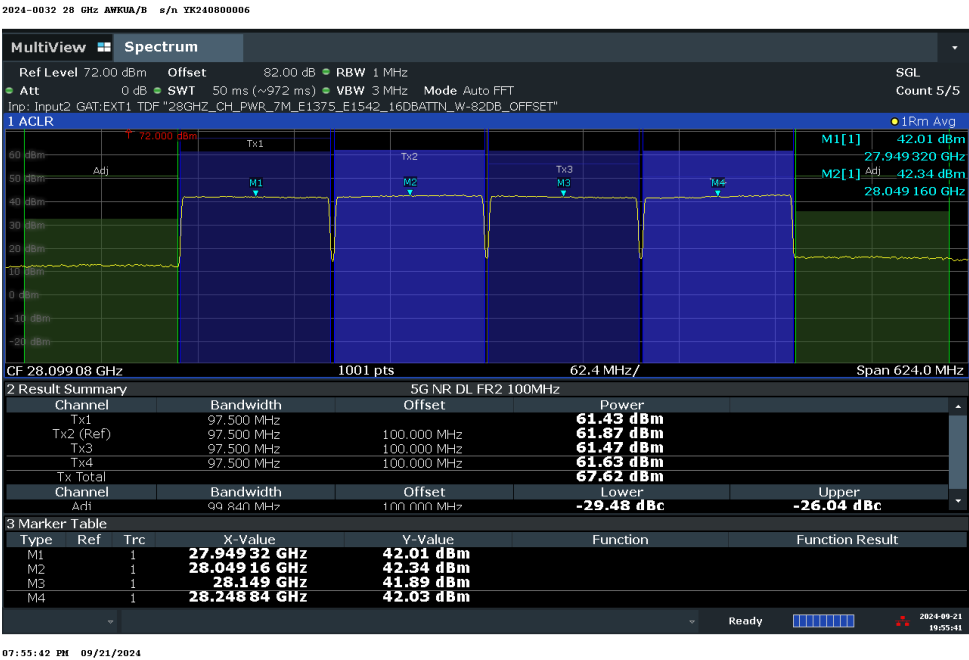 2024-0032 28 GHz AWKUA/B s/n YK240800006
MultiView Spectrum
Ref Level 72.00 dBm Offset 82.00 dB RBW 1 MHz SGL
Att 0 dB SWT 50 ms (~972 ms) VBW 3 MHz Mode Auto FFT Count 5/5
Inp: Input2 GAT:EXT1 TDF "28GHZ_CH_PWR_7M_E1375_E1542_16DBATTN_W-82DB_OFFSET"
1 ACLR 1Rm Avg
72.000 dBm M1[1] 42.01 dBm
Tx1
60 dBm Tx2 27.949320 GHz
Adj Tx3 M2[1] Adj 42.34 dBm
50 dBm M1 M2 M3 M4 28.049160 GHz
40 dBm
30 dBm
20 dBm
10 dBm
0 dBm
-10 dBm
-20 dBm
CF 28.09908 GHz 1001 pts 62.4 MHz/ Span 624.0 MHz
2 Result Summary 5G NR DL FR2 100MHz
Channel Bandwidth Offset Power
Tx1 97.500 MHz 61.43 dBm
Tx2 (Ref) 97.500 MHz 100.000 MHz 61.87 dBm
Tx3 97.500 MHz 100.000 MHz 61.47 dBm
Tx4 97.500 MHz 100.000 MHz 61.63 dBm
Tx Total 67.62 dBm
Channel Bandwidth Offset Lower Upper
Adj 99.840 MHz 100.000 MHz -29.48 dBc -26.04 dBc
3 Marker Table
Type Ref Trc X-Value Y-Value Function Function Result
M1 1 27.94932 GHz 42.01 dBm
M2 1 28.04916 GHz 42.34 dBm
M3 1 28.149 GHz 41.89 dBm
M4 1 28.24884 GHz 42.03 dBm
Ready 2024-09-21
19:55:41
07:55:42 PM 09/21/2024